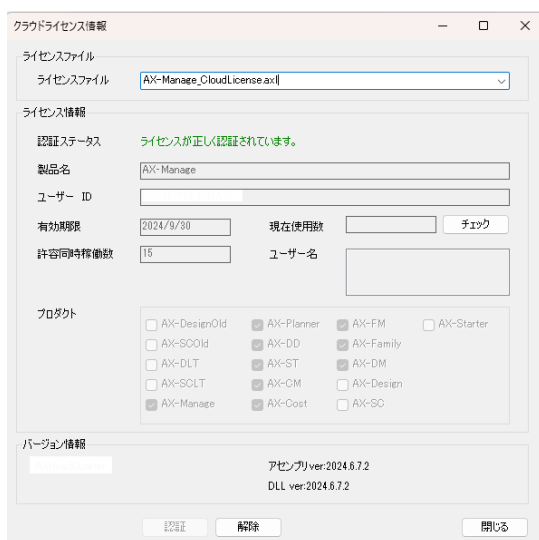 クラウドライセンス情報
ライセンスファイル
ライセンスファイル AX-Manage_CloudLicense.axl
ライセンス情報
認証ステータス ライセンスが正しく認証されています。
製品名 AX-Manage
ユーザー ID
有効期限 2024/9/30 現在使用数 チェック
許容同時稼働数 15 ユーザー名
プロダクト
AX-DesignOld AX-Planner AX-FM AX-Starter
AX-SCOld AX-DD AX-Family
AX-DLT AX-ST AX-DM
AX-SCLT AX-CM AX-Design
AX-Manage AX-Cost AX-SC
バージョン情報
アセンブリver:2024.6.7.2
DLL ver:2024.6.7.2
認証 解除 閉じる